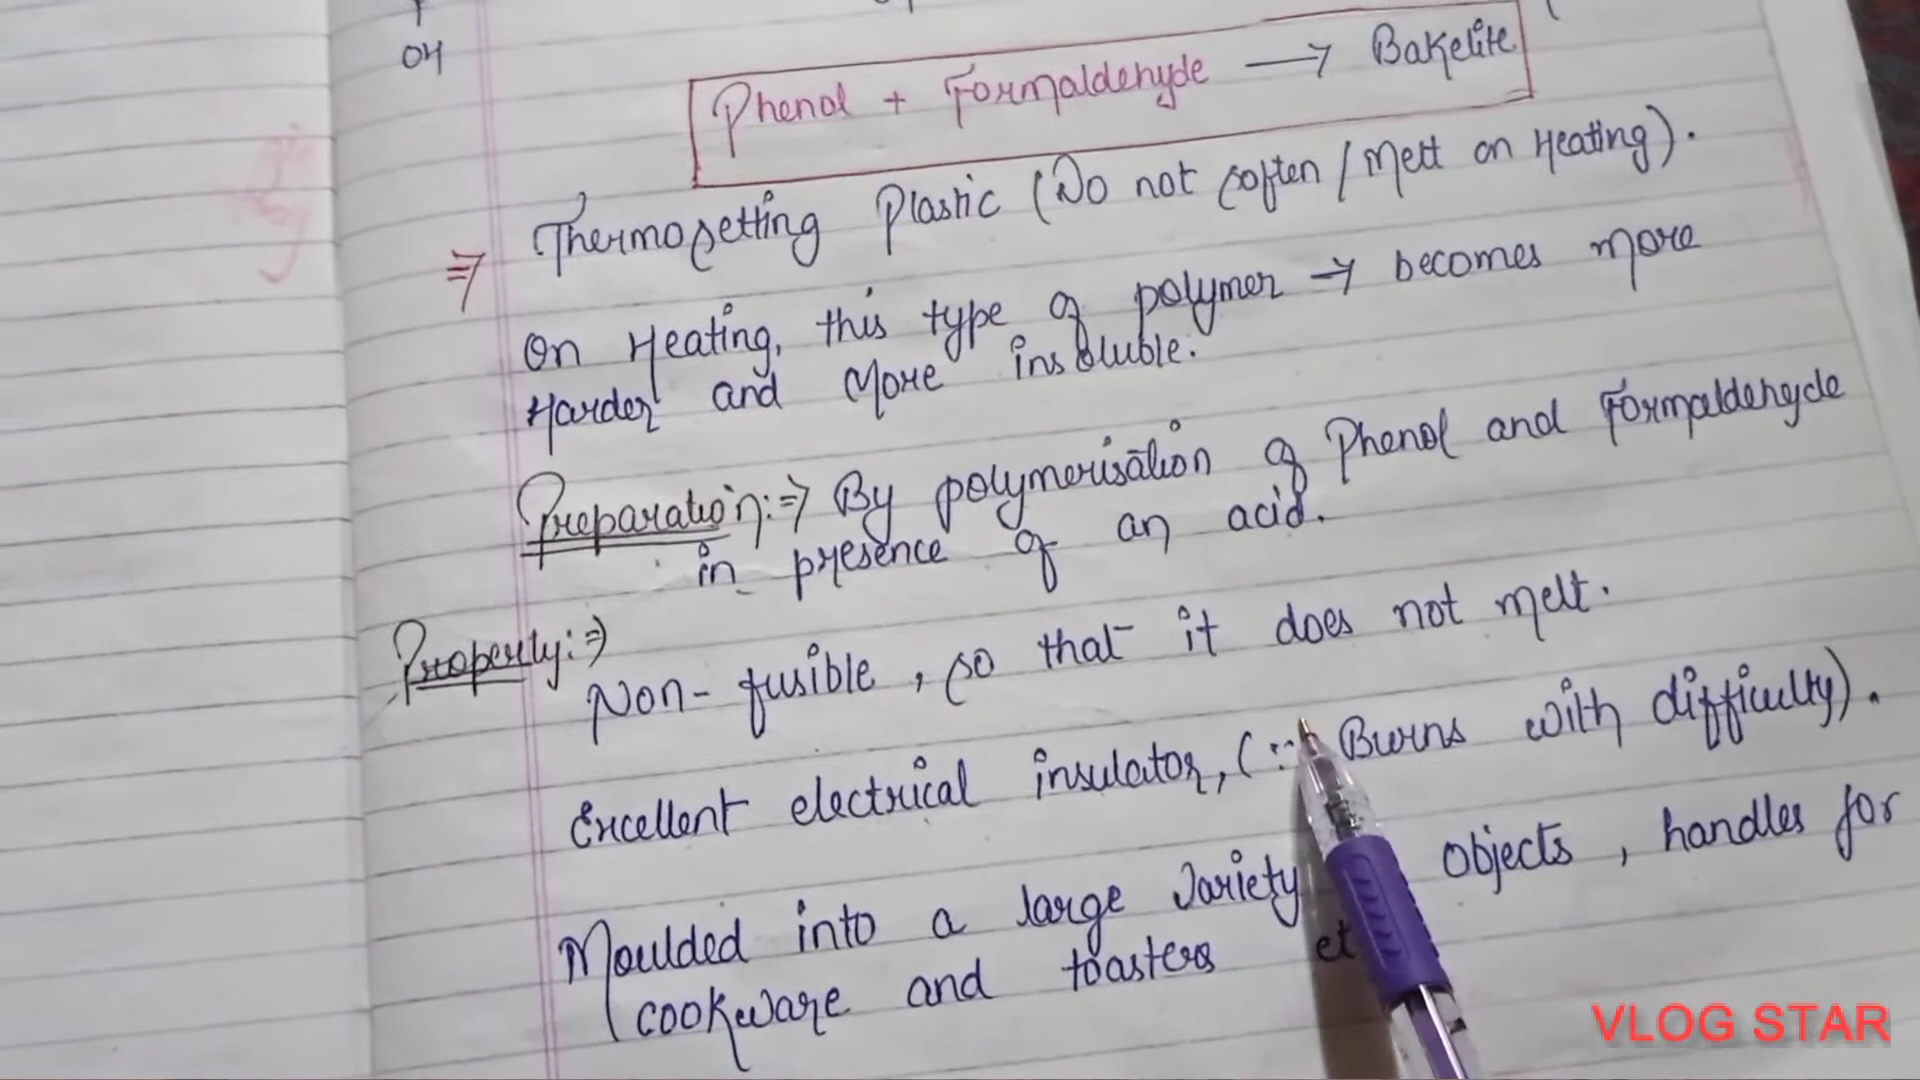 04
Phenol + Formaldehyde → Bakelite
⇒ Thermosetting Plastic (Do not soften / Melt on Heating).
On Heating, this type of polymer → becomes more
Harder and More insoluble.
Preparation:⇒ By polymerisation of Phenol and Formaldehyde
in presence of an acid.
Property:⇒
Non-fusible, so that it does not melt.
Excellent electrical insulator, (∵ Burns with difficulty).
Moulded into a large variety objects, handles for
cookware and toasters et
VLOG STAR